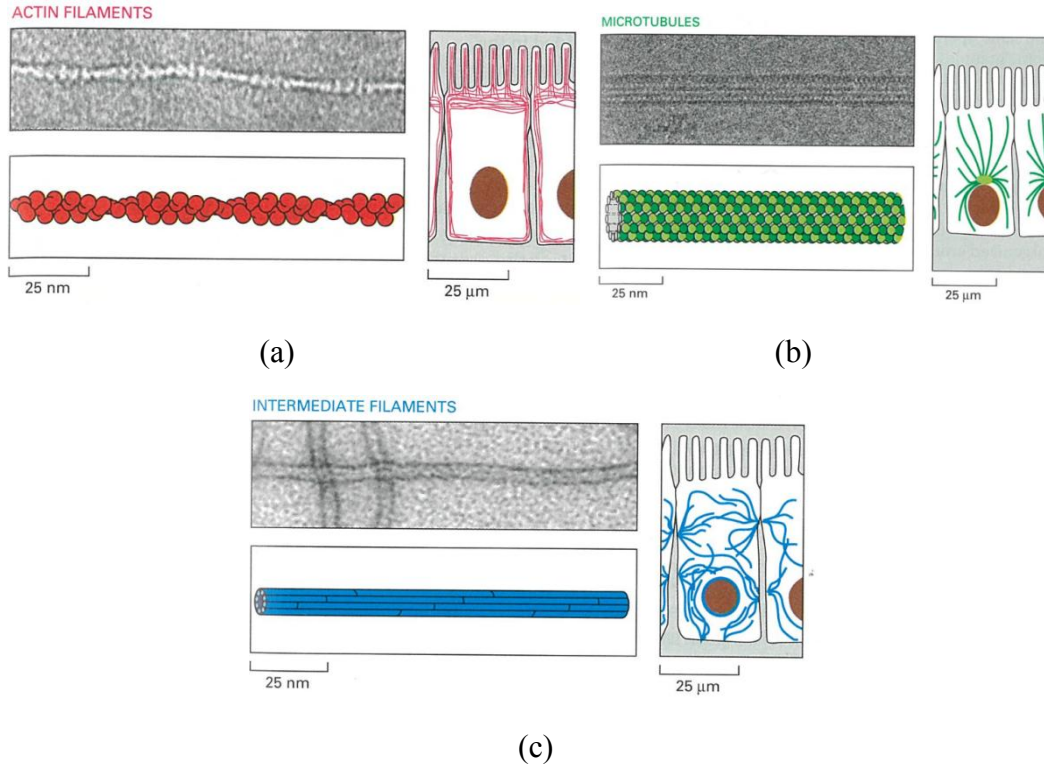 ACTIN FILAMENTS
25 nm
25 µm
(a)
MICROTUBULES
25 nm
25 µm
(b)
INTERMEDIATE FILAMENTS
25 nm
25 µm
(c)